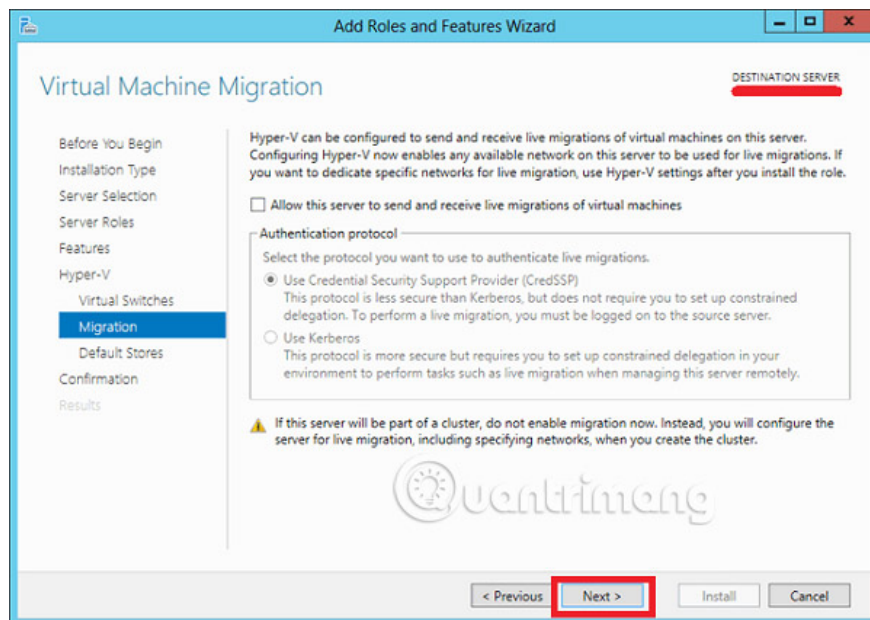 Add Roles and Features Wizard
Virtual Machine Migration
DESTINATION SERVER
Before You Begin
Installation Type
Server Selection
Server Roles
Features
Hyper-V
Virtual Switches
Migration
Default Stores
Confirmation
Results
Hyper-V can be configured to send and receive live migrations of virtual machines on this server.
Configuring Hyper-V now enables any available network on this server to be used for live migrations. If
you want to dedicate specific networks for live migration, use Hyper-V settings after you install the role.
Allow this server to send and receive live migrations of virtual machines
Authentication protocol
Select the protocol you want to use to authenticate live migrations.
Use Credential Security Support Provider (CredSSP)
This protocol is less secure than Kerberos, but does not require you to set up constrained
delegation. To perform a live migration, you must be logged on to the source server.
Use Kerberos
This protocol is more secure but requires you to set up constrained delegation in your
environment to perform tasks such as live migration when managing this server remotely.
If this server will be part of a cluster, do not enable migration now. Instead, you will configure the
server for live migration, including specifying networks, when you create the cluster.
Quantrimang
< Previous
Next >
Install
Cancel